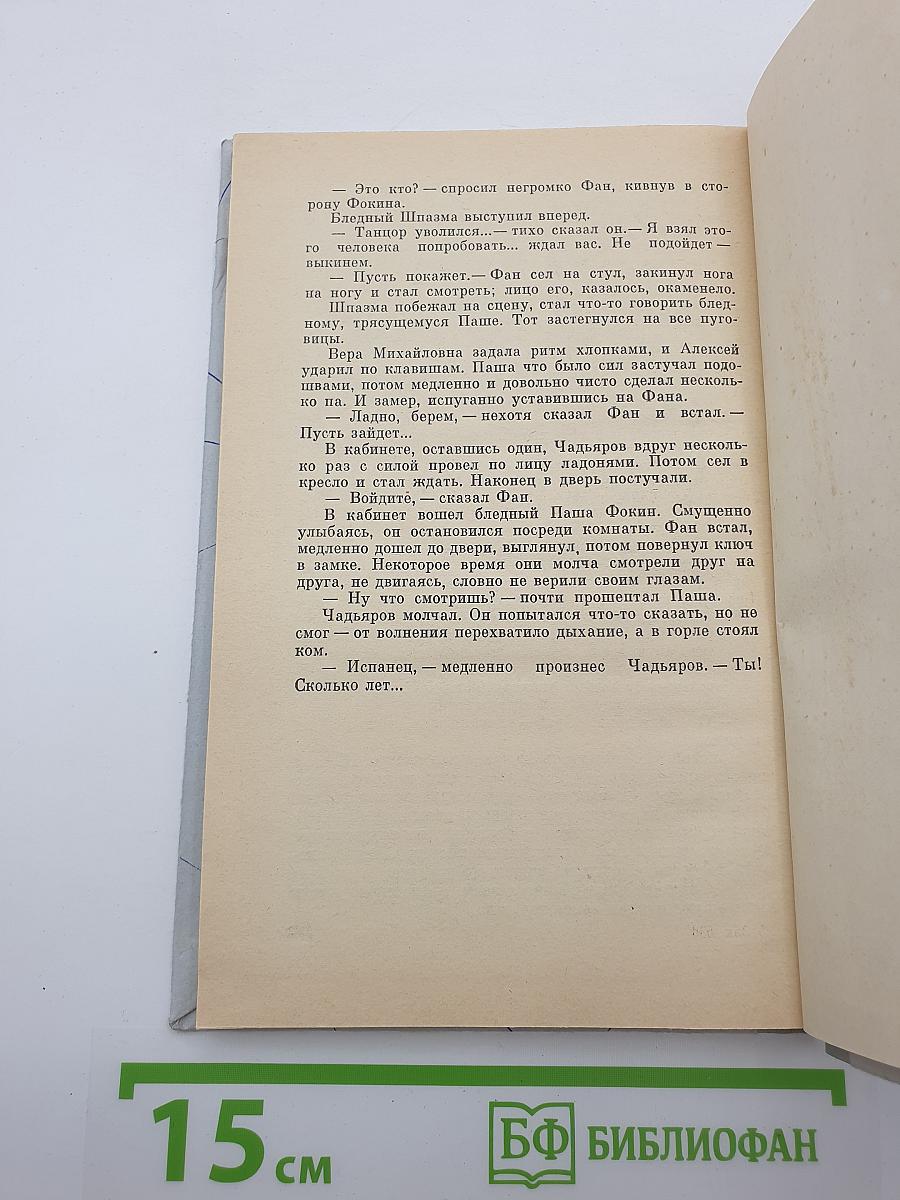 — Это кто? — спросил негромко Фан, кивнув в сто-
рону Фокина.
Бледный Шпазма выступил вперед.
— Танцор уволился...— тихо сказал он.— Я взял это-
го человека попробовать... ждал вас. Не подойдет —
выкинем.
— Пусть покажет.— Фан сел на стул, закинул нога
на ногу и стал смотреть; лицо его, казалось, окаменело.
Шпазма побежал на сцену, стал что-то говорить блед-
ному, трясущемуся Паше. Тот застегнулся на все пуго-
вицы.
Вера Михайловна задала ритм хлопками, и Алексей
ударил по клавишам. Паша что было сил застучал подо-
швами, потом медленно и довольно чисто сделал несколь-
ко па. И замер, испуганно уставившись на Фана.
— Ладно, берем, — нехотя сказал Фан и встал. —
Пусть зайдет...
В кабинете, оставшись один, Чадьяров вдруг несколь-
ко раз с силой провел по лицу ладонями. Потом сел в
кресло и стал ждать. Наконец в дверь постучали.
— Войдите, — сказал Фан.
В кабинет вошел бледный Паша Фокин. Смущенно
улыбаясь, он остановился посреди комнаты. Фан встал,
медленно дошел до двери, выглянул, потом повернул ключ
в замке. Некоторое время они молча смотрели друг на
друга, не двигаясь, словно не верили своим глазам.
— Ну что смотришь? — почти прошептал Паша.
Чадьяров молчал. Он попытался что-то сказать, но не
смог — от волнения перехватило дыхание, а в горле стоял
ком.
— Испанец, — медленно произнес Чадьяров. — Ты!
Сколько лет...
15 см
БФ БИБЛИОФАН